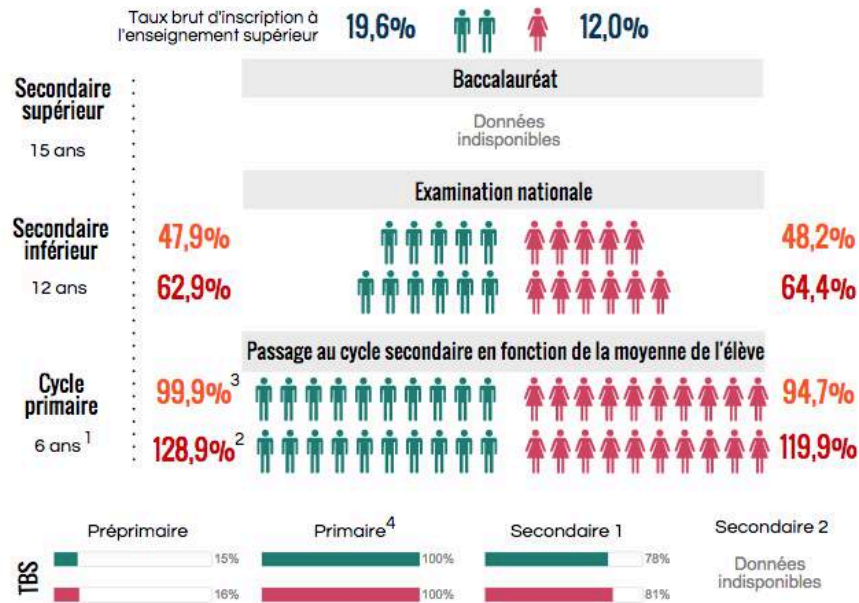 Taux brut d'inscription à
l'enseignement supérieur
19,6%
12,0%
Baccalauréat
Secondaire
supérieur
15 ans
Données
indisponibles
Examination nationale
Secondaire
inférieur
12 ans
47,9%
48,2%
62,9%
64,4%
Passage au cycle secondaire en fonction de la moyenne de l'élève
Cycle
primaire
6 ans 1
99,9%3
94,7%
128,9%2
119,9%
Préprimaire
Primaire4
Secondaire 1
Secondaire 2
TBS
15%
100%
78%
Données
indisponibles
16%
100%
81%